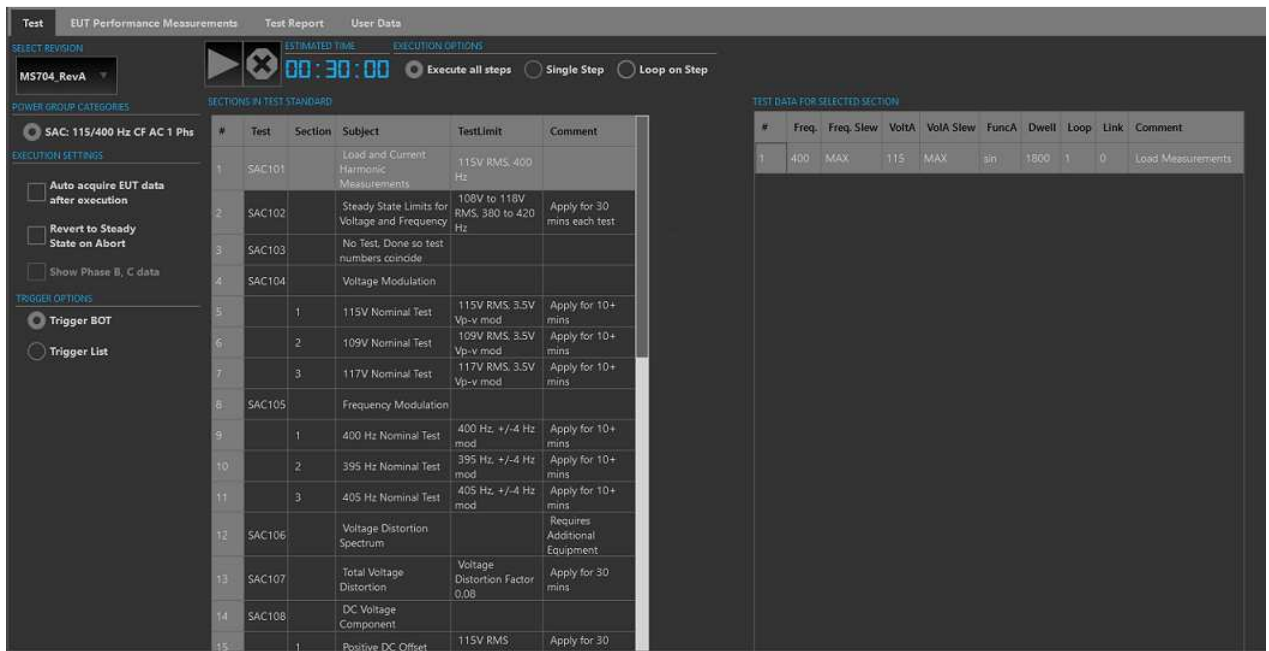 Test EUT Performance Measurements Test Report User Data
SELECT REVISION
MS704_RevA
POWER GROUP CATEGORIES
SAC: 115/400 Hz CF AC 1 Phs
EXECUTION SETTINGS
Auto acquire EUT data
after execution
Revert to Steady
State on Abort
Show Phase B, C data
TRIGGER OPTIONS
Trigger BOT
Trigger List
ESTIMATED TIME
00:30:00
EXECUTION OPTIONS
Execute all steps Single Step Loop on Step
SECTIONS IN TEST STANDARD
# Test Section Subject TestLimit Comment
1 SAC101 Load and Current
Harmonic
Measurements 115V RMS, 400
Hz
2 SAC102 Steady State Limits for
Voltage and Frequency 108V to 118V
RMS, 380 to 420
Hz Apply for 30
mins each test
3 SAC103 No Test, Done so test
numbers coincide
4 SAC104 Voltage Modulation
5 1 115V Nominal Test 115V RMS, 3.5V
Vp-v mod Apply for 10+
mins
6 2 109V Nominal Test 109V RMS, 3.5V
Vp-v mod Apply for 10+
mins
7 3 117V Nominal Test 117V RMS, 3.5V
Vp-v mod Apply for 10+
mins
8 SAC105 Frequency Modulation
9 1 400 Hz Nominal Test 400 Hz, +/-4 Hz
mod Apply for 10+
mins
10 2 395 Hz Nominal Test 395 Hz, +/-4 Hz
mod Apply for 10+
mins
11 3 405 Hz Nominal Test 405 Hz, +/-4 Hz
mod Apply for 10+
mins
12 SAC106 Voltage Distortion
Spectrum Requires
Additional
Equipment
13 SAC107 Total Voltage
Distortion Voltage
Distortion Factor
0,08 Apply for 30
mins
14 SAC108 DC Voltage
Component
15 1 Positive DC Offset 115V RMS Apply for 30
TEST DATA FOR SELECTED SECTION
# Freq. Freq. Slew VoltA VolA Slew FuncA Dwell Loop Link Comment
1 400 MAX 115 MAX sin 1800 1 0 Load Measurements